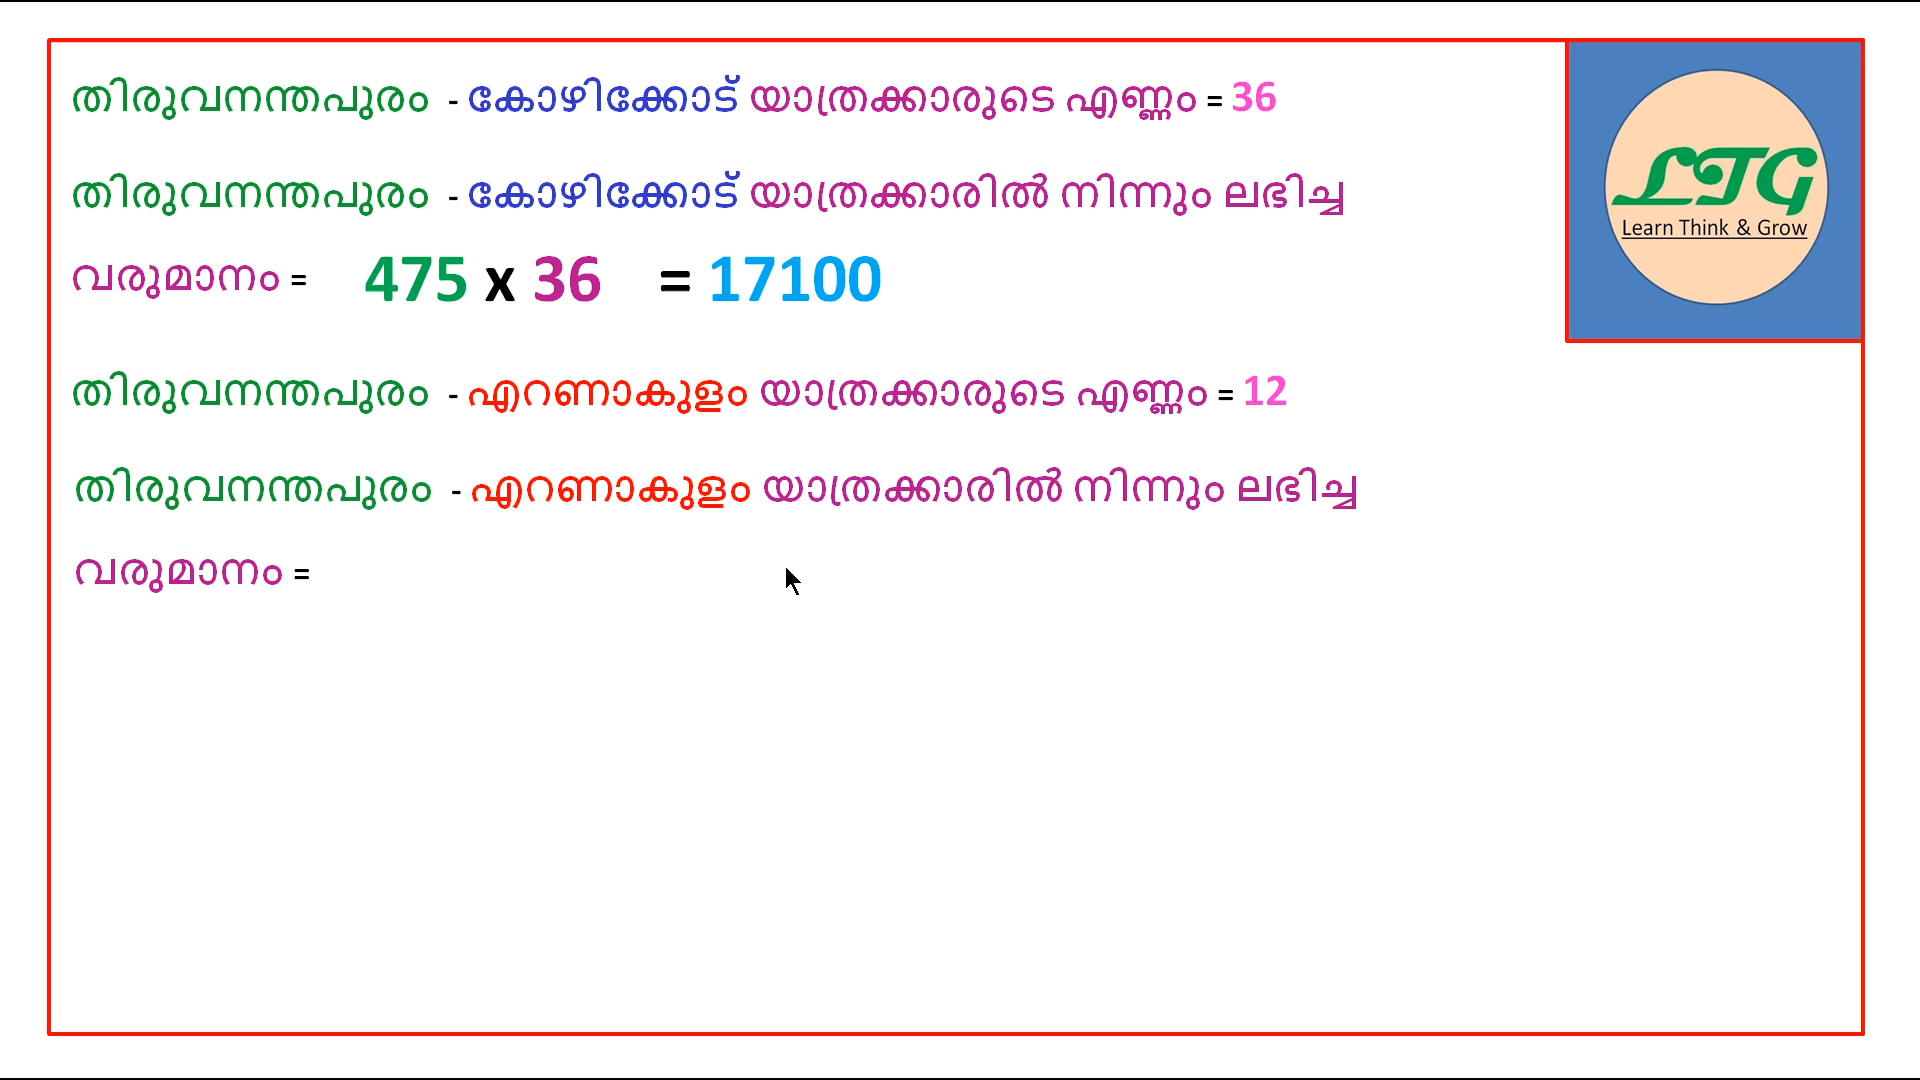 തിരുവനന്തപുരം - കോഴിക്കോട് യാത്രക്കാരുടെ എണ്ണം = 36
തിരുവനന്തപുരം - കോഴിക്കോട് യാത്രക്കാരിൽ നിന്നും ലഭിച്ച
വരുമാനം = 475 x 36 = 17100
തിരുവനന്തപുരം - എറണാകുളം യാത്രക്കാരുടെ എണ്ണം = 12
തിരുവനന്തപുരം - എറണാകുളം യാത്രക്കാരിൽ നിന്നും ലഭിച്ച
വരുമാനം =
LTG
Learn Think & Grow